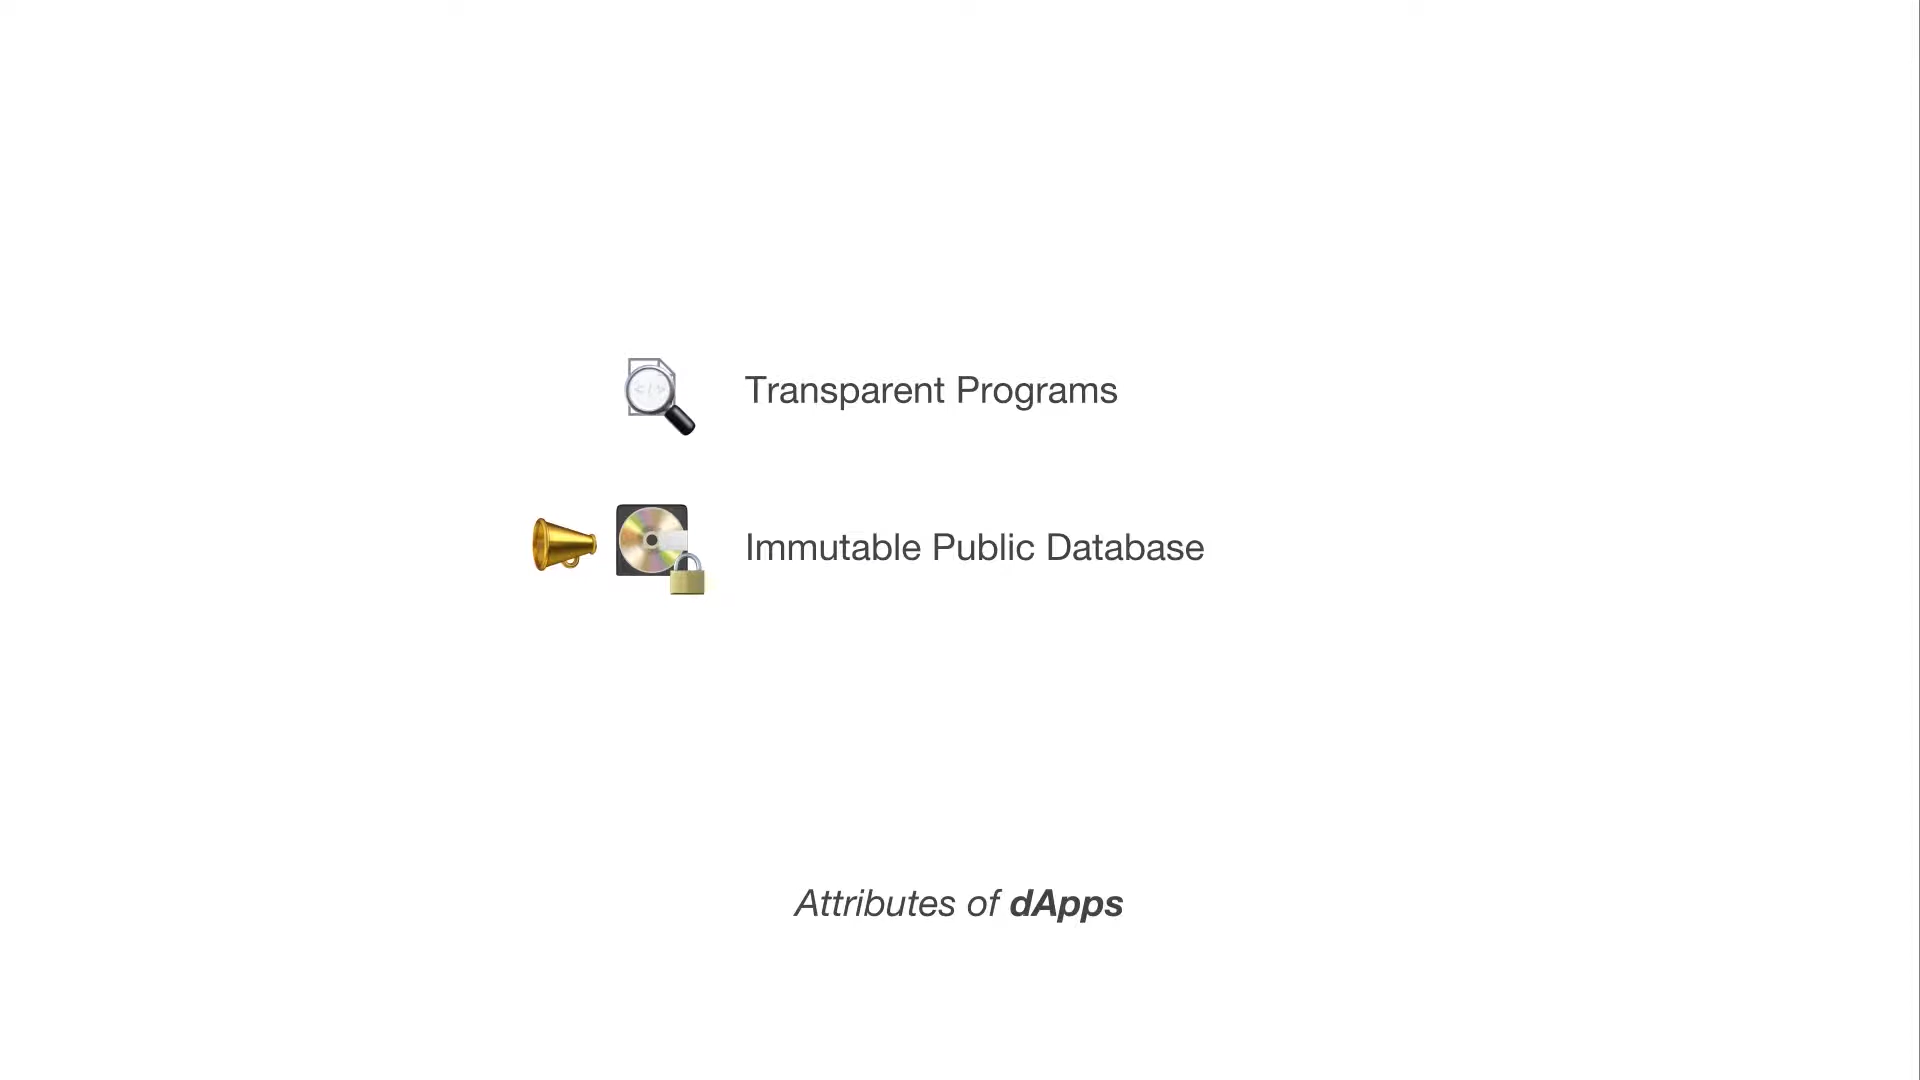 Transparent Programs
Immutable Public Database
Attributes of dApps